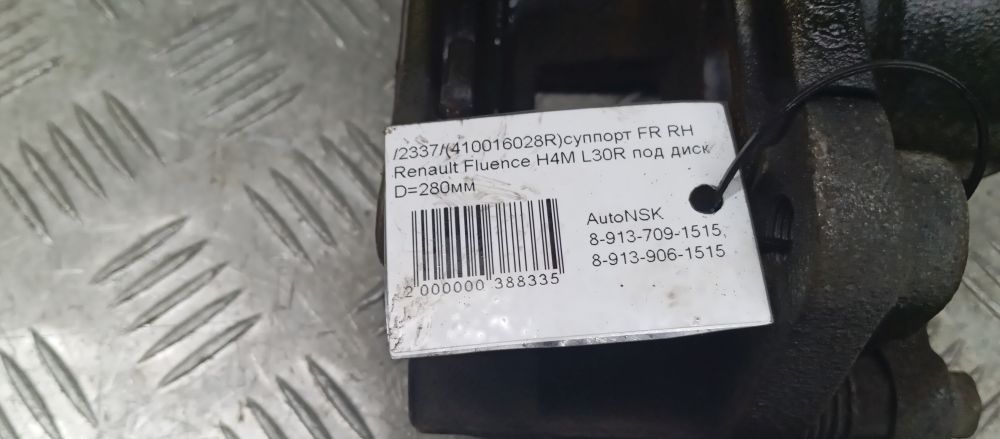 /2337/(410016028R)суппорт FR RH
Renault Fluence H4M L30R под диск
D=280мм
AutoNSK
8-913-709-1515,
8-913-906-1515
2 000000 388335